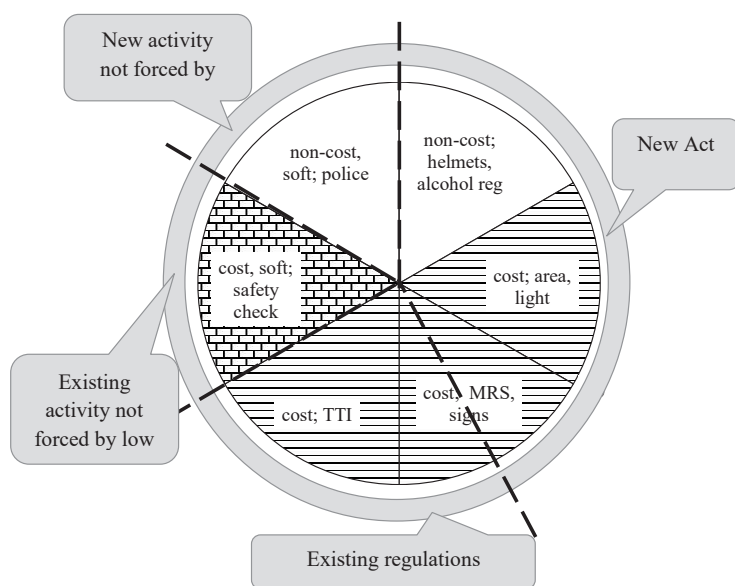 New activity
not forced by
New Act
non-cost,
soft; police
non-cost;
helmets,
alcohol reg
cost, soft;
safety
check
cost; area,
light
Existing
activity not
forced by low
cost; TTI
cost, MRS,
signs
Existing regulations